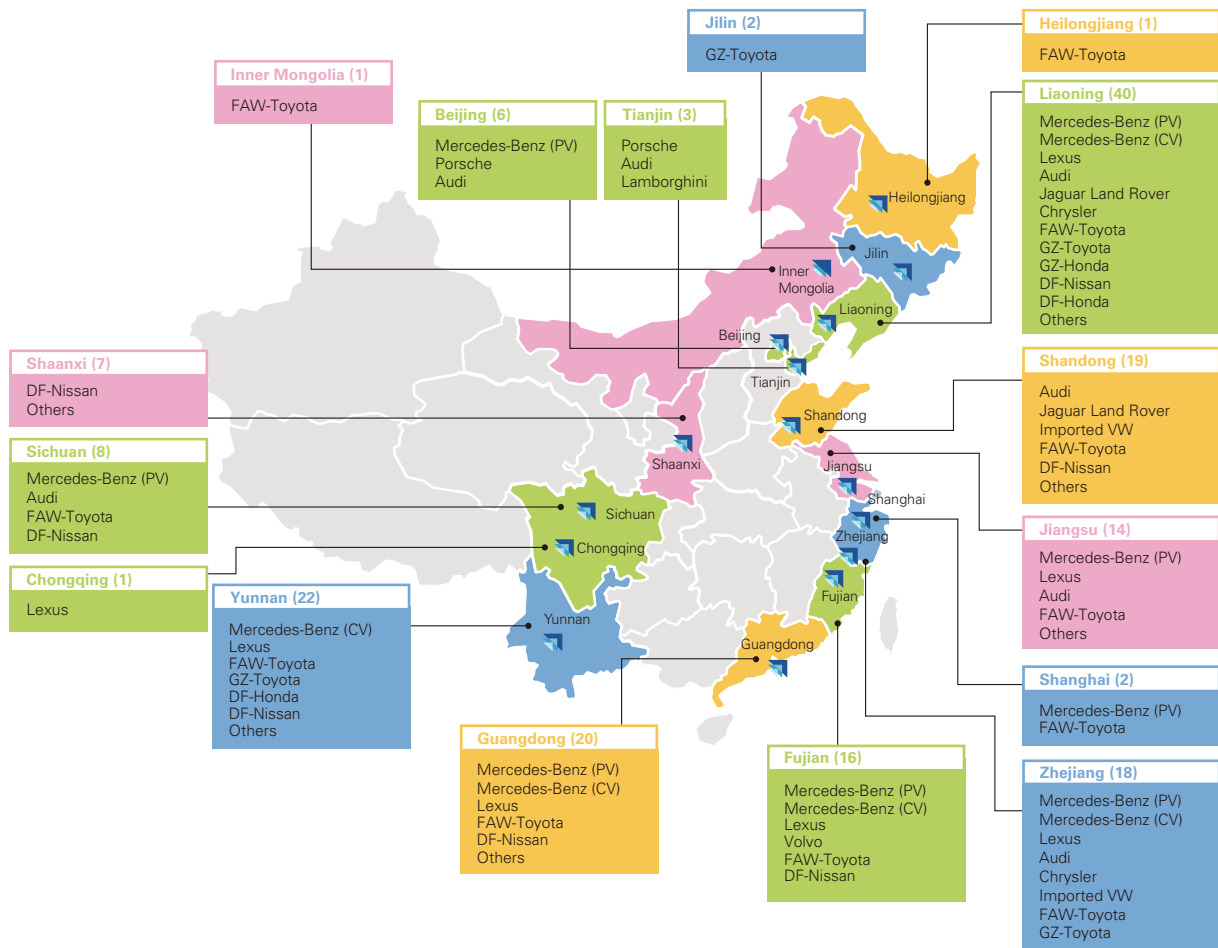 Jilin (2)
GZ-Toyota
Heilongjiang (1)
FAW-Toyota
Inner Mongolia (1)
FAW-Toyota
Beijing (6)
Mercedes-Benz (PV)
Porsche
Audi
Tianjin (3)
Porsche
Audi
Lamborghini
Liaoning (40)
Mercedes-Benz (PV)
Mercedes-Benz (CV)
Lexus
Audi
Jaguar Land Rover
Chrysler
FAW-Toyota
GZ-Toyota
GZ-Honda
DF-Nissan
DF-Honda
Others
Heilongjiang
Jilin
Inner
Mongolia
Liaoning
Beijing
Tianjin
Shandong
Shaanxi
Jiangsu
Shanghai
Sichuan
Zhejiang
Chongqing
Fujian
Yunnan
Guangdong
Shaanxi (7)
DF-Nissan
Others
Sichuan (8)
Mercedes-Benz (PV)
Audi
FAW-Toyota
DF-Nissan
Chongqing (1)
Lexus
Yunnan (22)
Mercedes-Benz (CV)
Lexus
FAW-Toyota
GZ-Toyota
DF-Honda
DF-Nissan
Others
Shandong (19)
Audi
Jaguar Land Rover
Imported VW
FAW-Toyota
DF-Nissan
Others
Jiangsu (14)
Mercedes-Benz (PV)
Lexus
Audi
FAW-Toyota
Others
Shanghai (2)
Mercedes-Benz (PV)
FAW-Toyota
Guangdong (20)
Mercedes-Benz (PV)
Mercedes-Benz (CV)
Lexus
FAW-Toyota
DF-Nissan
Others
Fujian (16)
Mercedes-Benz (PV)
Mercedes-Benz (CV)
Lexus
Volvo
FAW-Toyota
DF-Nissan
Zhejiang (18)
Mercedes-Benz (PV)
Mercedes-Benz (CV)
Lexus
Audi
Chrysler
Imported VW
FAW-Toyota
GZ-Toyota